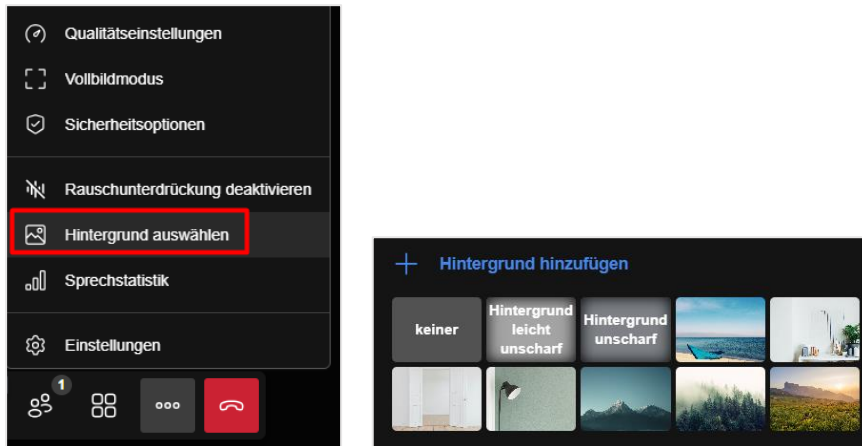 Qualitätseinstellungen
Vollbildmodus
Sicherheitsoptionen
Rauschunterdrückung deaktivieren
Hintergrund auswählen
Sprechstatistik
Einstellungen
1
Hintergrund hinzufügen
keiner
Hintergrund
leicht
unscharf
Hintergrund
unscharf